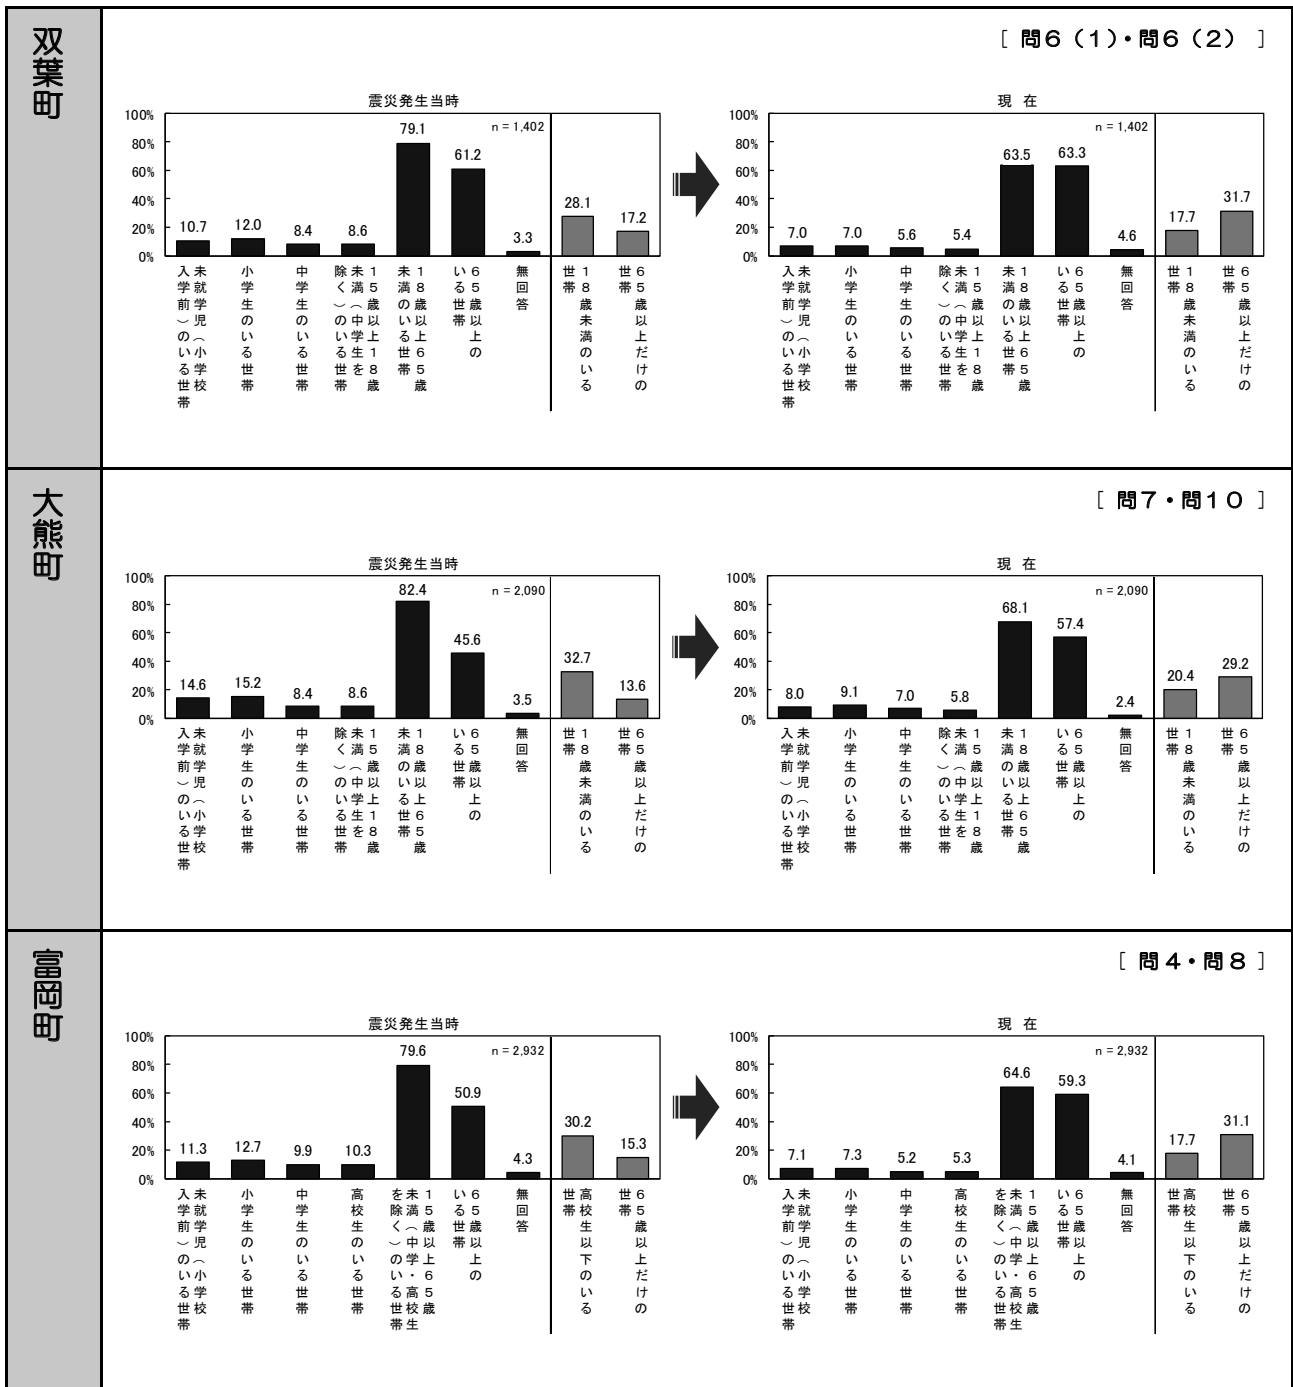 双葉町
[ 問6（1）・問6（2） ]
震災発生当時
n = 1,402
100%
80%
60%
40%
20%
0%
10.7
12.0
8.4
8.6
79.1
61.2
3.3
28.1
17.2
未就学児（小学校
入学前）のいる世帯
小学生のいる世帯
中学生のいる世帯
15歳以上18歳
未満（中学生を
除く）のいる世帯
18歳以上65歳
未満のいる世帯
65歳以上の
いる世帯
無回答
18歳未満のいる
世帯
65歳以上だけの
世帯
現 在
n = 1,402
100%
80%
60%
40%
20%
0%
7.0
7.0
5.6
5.4
63.5
63.3
4.6
17.7
31.7
未就学児（小学校
入学前）のいる世帯
小学生のいる世帯
中学生のいる世帯
15歳以上18歳
未満（中学生を
除く）のいる世帯
18歳以上65歳
未満のいる世帯
65歳以上の
いる世帯
無回答
18歳未満のいる
世帯
65歳以上だけの
世帯
大熊町
[ 問7・問10 ]
震災発生当時
n = 2,090
100%
80%
60%
40%
20%
0%
14.6
15.2
8.4
8.6
82.4
45.6
3.5
32.7
13.6
未就学児（小学校
入学前）のいる世帯
小学生のいる世帯
中学生のいる世帯
15歳以上18歳
未満（中学生を
除く）のいる世帯
18歳以上65歳
未満のいる世帯
65歳以上の
いる世帯
無回答
18歳未満のいる
世帯
65歳以上だけの
世帯
現 在
n = 2,090
100%
80%
60%
40%
20%
0%
8.0
9.1
7.0
5.8
68.1
57.4
2.4
20.4
29.2
未就学児（小学校
入学前）のいる世帯
小学生のいる世帯
中学生のいる世帯
15歳以上18歳
未満（中学生を
除く）のいる世帯
18歳以上65歳
未満のいる世帯
65歳以上の
いる世帯
無回答
18歳未満のいる
世帯
65歳以上だけの
世帯
富岡町
[ 問4・問8 ]
震災発生当時
n = 2,932
100%
80%
60%
40%
20%
0%
11.3
12.7
9.9
10.3
79.6
50.9
4.3
30.2
15.3
未就学児（小学校
入学前）のいる世帯
小学生のいる世帯
中学生のいる世帯
高校生のいる世帯
15歳以上65歳
未満（中学・高校生
を除く）のいる世帯
65歳以上の
いる世帯
無回答
高校生以下のいる
世帯
65歳以上だけの
世帯
現 在
n = 2,932
100%
80%
60%
40%
20%
0%
7.1
7.3
5.2
5.3
64.6
59.3
4.1
17.7
31.1
未就学児（小学校
入学前）のいる世帯
小学生のいる世帯
中学生のいる世帯
高校生のいる世帯
15歳以上65歳
未満（中学・高校生
を除く）のいる世帯
65歳以上の
いる世帯
無回答
高校生以下のいる
世帯
65歳以上だけの
世帯